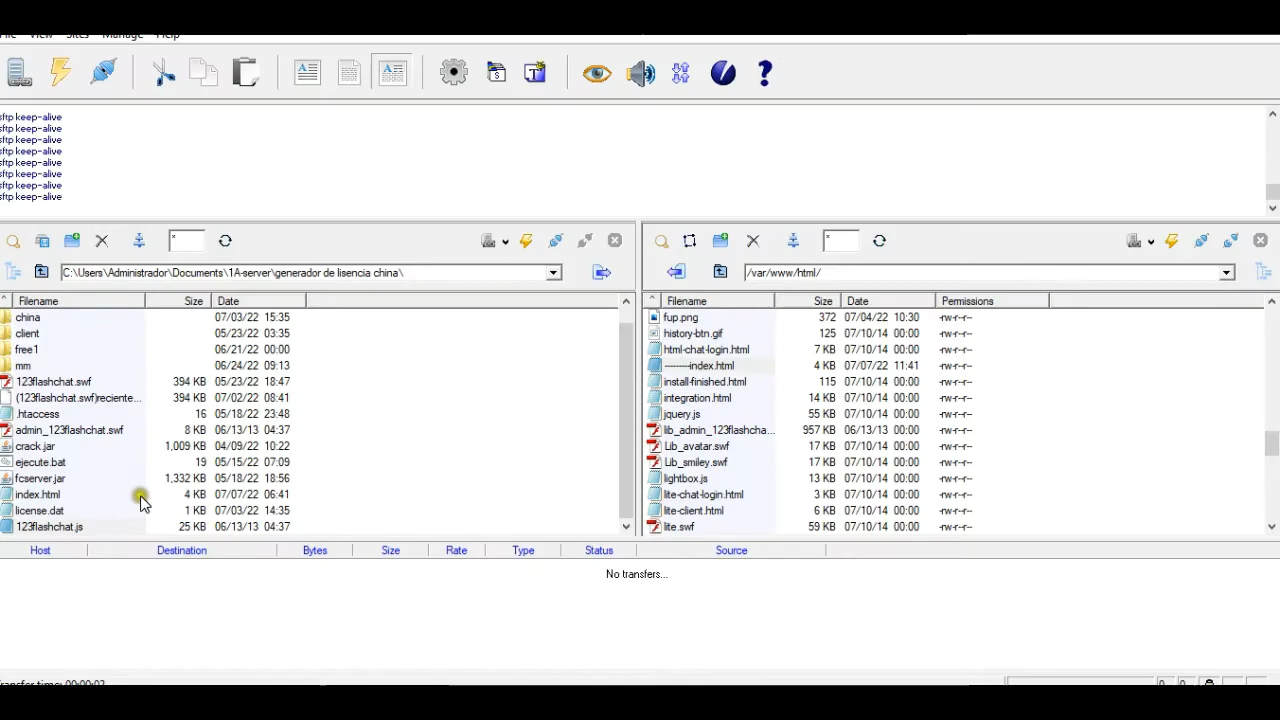 File View Sites Manage Help
sftp keep-alive
sftp keep-alive
sftp keep-alive
sftp keep-alive
sftp keep-alive
sftp keep-alive
sftp keep-alive
sftp keep-alive
*
C:\Users\Administrador\Documents\1A-server\generador de lisencia china\
Filename Size Date
china 07/03/22 15:35
client 05/23/22 03:35
free1 06/21/22 00:00
mm 06/24/22 09:13
123flashchat.swf 394 KB 05/23/22 18:47
(123flashchat.swf)reciente... 394 KB 07/02/22 08:41
.htaccess 16 05/18/22 23:48
admin_123flashchat.swf 8 KB 06/13/13 04:37
crack.jar 1,009 KB 04/09/22 10:22
ejecute.bat 19 05/15/22 07:09
fcserver.jar 1,332 KB 05/18/22 18:56
index.html 4 KB 07/07/22 06:41
license.dat 1 KB 07/03/22 14:35
123flashchat.js 25 KB 06/13/13 04:37
*
/var/www/html/
Filename Size Date Permissions
fup.png 372 07/04/22 10:30 -rw-r--r--
history-btn.gif 125 07/10/14 00:00 -rw-r--r--
html-chat-login.html 7 KB 07/10/14 00:00 -rw-r--r--
--------index.html 4 KB 07/07/22 11:41 -rw-r--r--
install-finished.html 115 07/10/14 00:00 -rw-r--r--
integration.html 14 KB 07/10/14 00:00 -rw-r--r--
jquery.js 55 KB 07/10/14 00:00 -rw-r--r--
lib_admin_123flashcha... 957 KB 06/13/13 00:00 -rw-r--r--
Lib_avatar.swf 17 KB 07/10/14 00:00 -rw-r--r--
Lib_smiley.swf 17 KB 07/10/14 00:00 -rw-r--r--
lightbox.js 13 KB 07/10/14 00:00 -rw-r--r--
lite-chat-login.html 3 KB 07/10/14 00:00 -rw-r--r--
lite-client.html 6 KB 07/10/14 00:00 -rw-r--r--
lite.swf 59 KB 07/10/14 00:00 -rw-r--r--
Host Destination Bytes Size Rate Type Status Source
No transfers...
Transfer time: 00:00:02